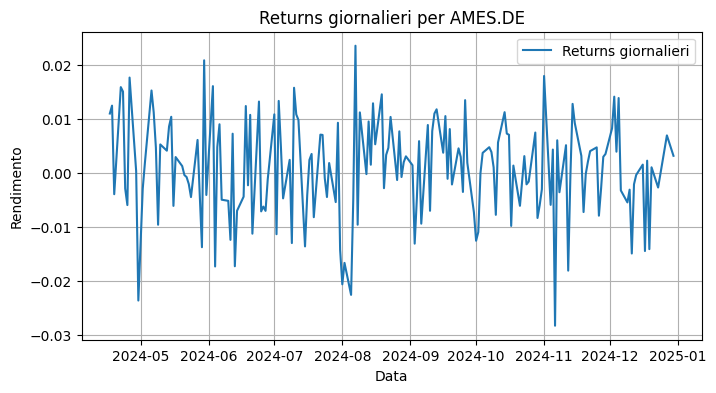 Returns giornalieri per AMES.DE
Returns giornalieri
Rendimento
0.02
0.01
0.00
−0.01
−0.02
−0.03
2024-05 2024-06 2024-07 2024-08 2024-09 2024-10 2024-11 2024-12 2025-01
Data